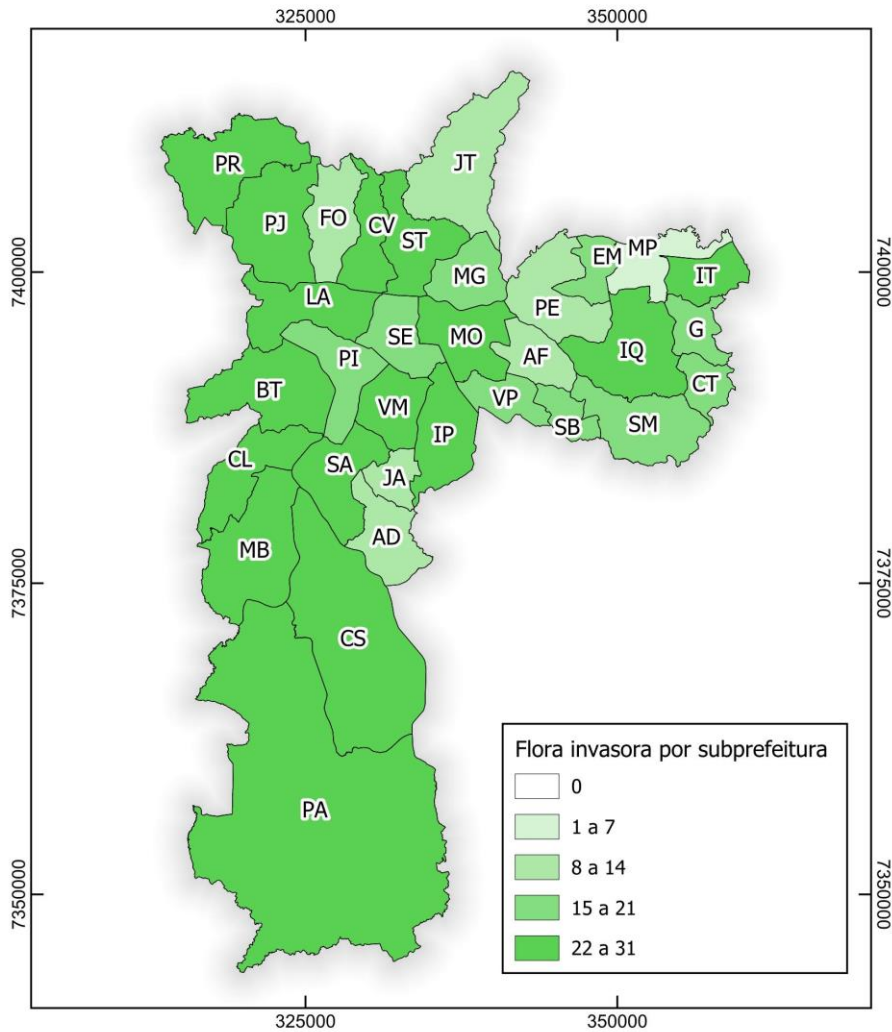 325000 350000
PR
JT
PJ FO CV ST
EM MP
7400000 MG IT 7400000
LA PE
SE MO G
PI AF IQ
BT VP CT
VM SB SM
IP
CL SA JA
MB AD
7375000 7375000
CS
Flora invasora por subprefeitura
0
PA 1 a 7
8 a 14
7350000 15 a 21 7350000
22 a 31
325000 350000